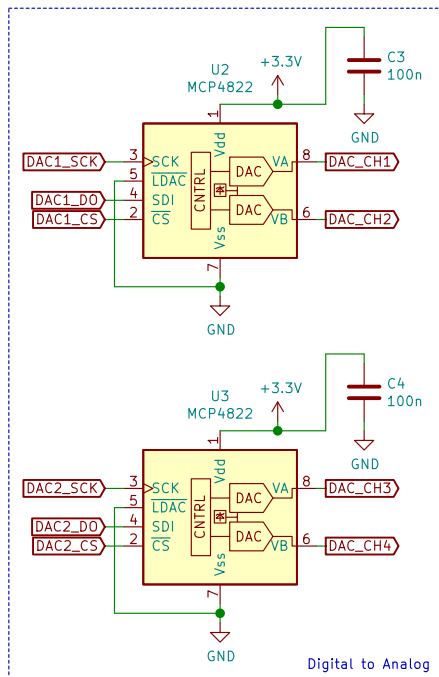 U2
MCP4822
+3.3V
C3
100n
GND
1
Vdd
DAC1_SCK 3 SCK
5 LDAC
DAC1_DO 4 SDI
DAC1_CS 2 CS
CNTRL
DAC
DAC
VA 8 DAC_CH1
VB 6 DAC_CH2
Vss
7
GND
U3
MCP4822
+3.3V
C4
100n
GND
1
Vdd
DAC2_SCK 3 SCK
5 LDAC
DAC2_DO 4 SDI
DAC2_CS 2 CS
CNTRL
DAC
DAC
VA 8 DAC_CH3
VB 6 DAC_CH4
Vss
7
GND
Digital to Analog